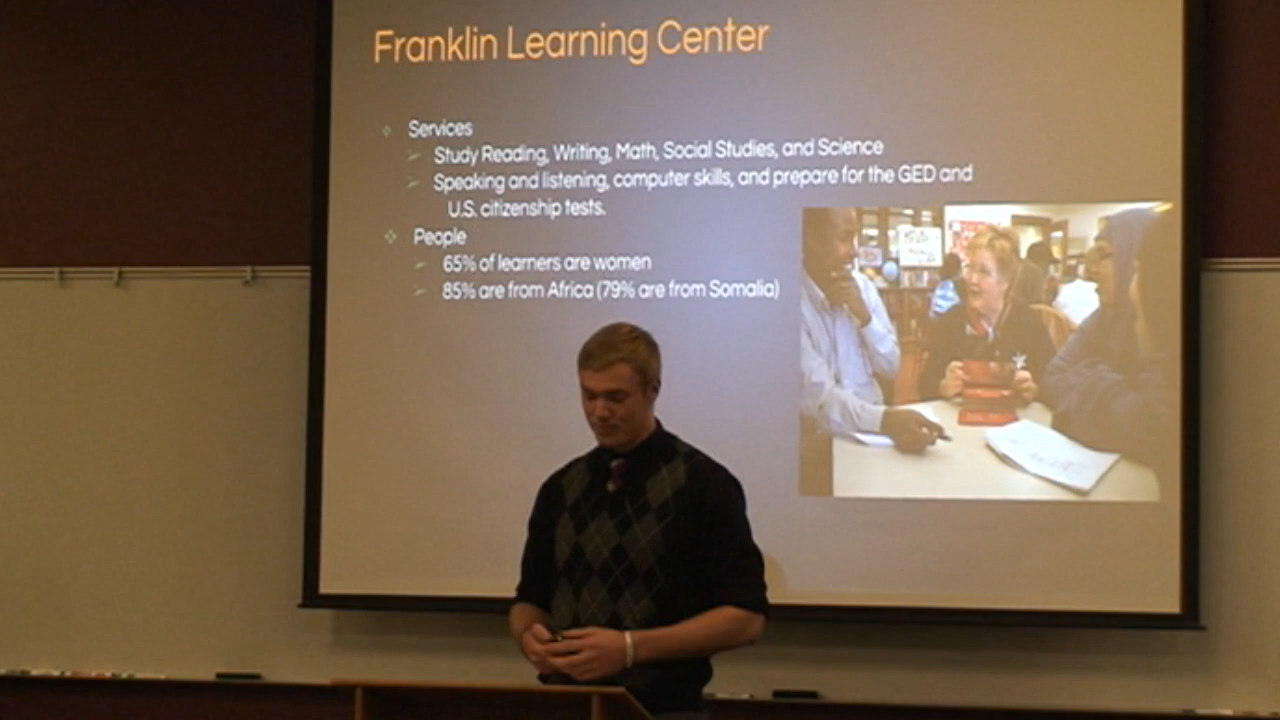 Franklin Learning Center
Services
Study Reading, Writing, Math, Social Studies, and Science
Speaking and listening, computer skills, and prepare for the GED and
U.S. citizenship tests.
People
65% of learners are women
85% are from Africa (79% are from Somalia)